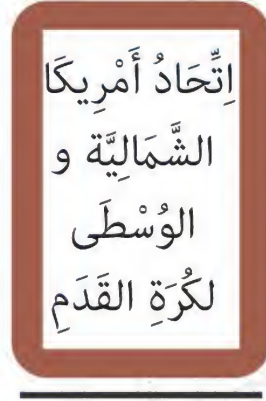 اِتِّحَادُ أَمْرِيكَا
الشَّمَالِيَّة و
الوُسْطَى
لكُرَةِ القَدَمِ